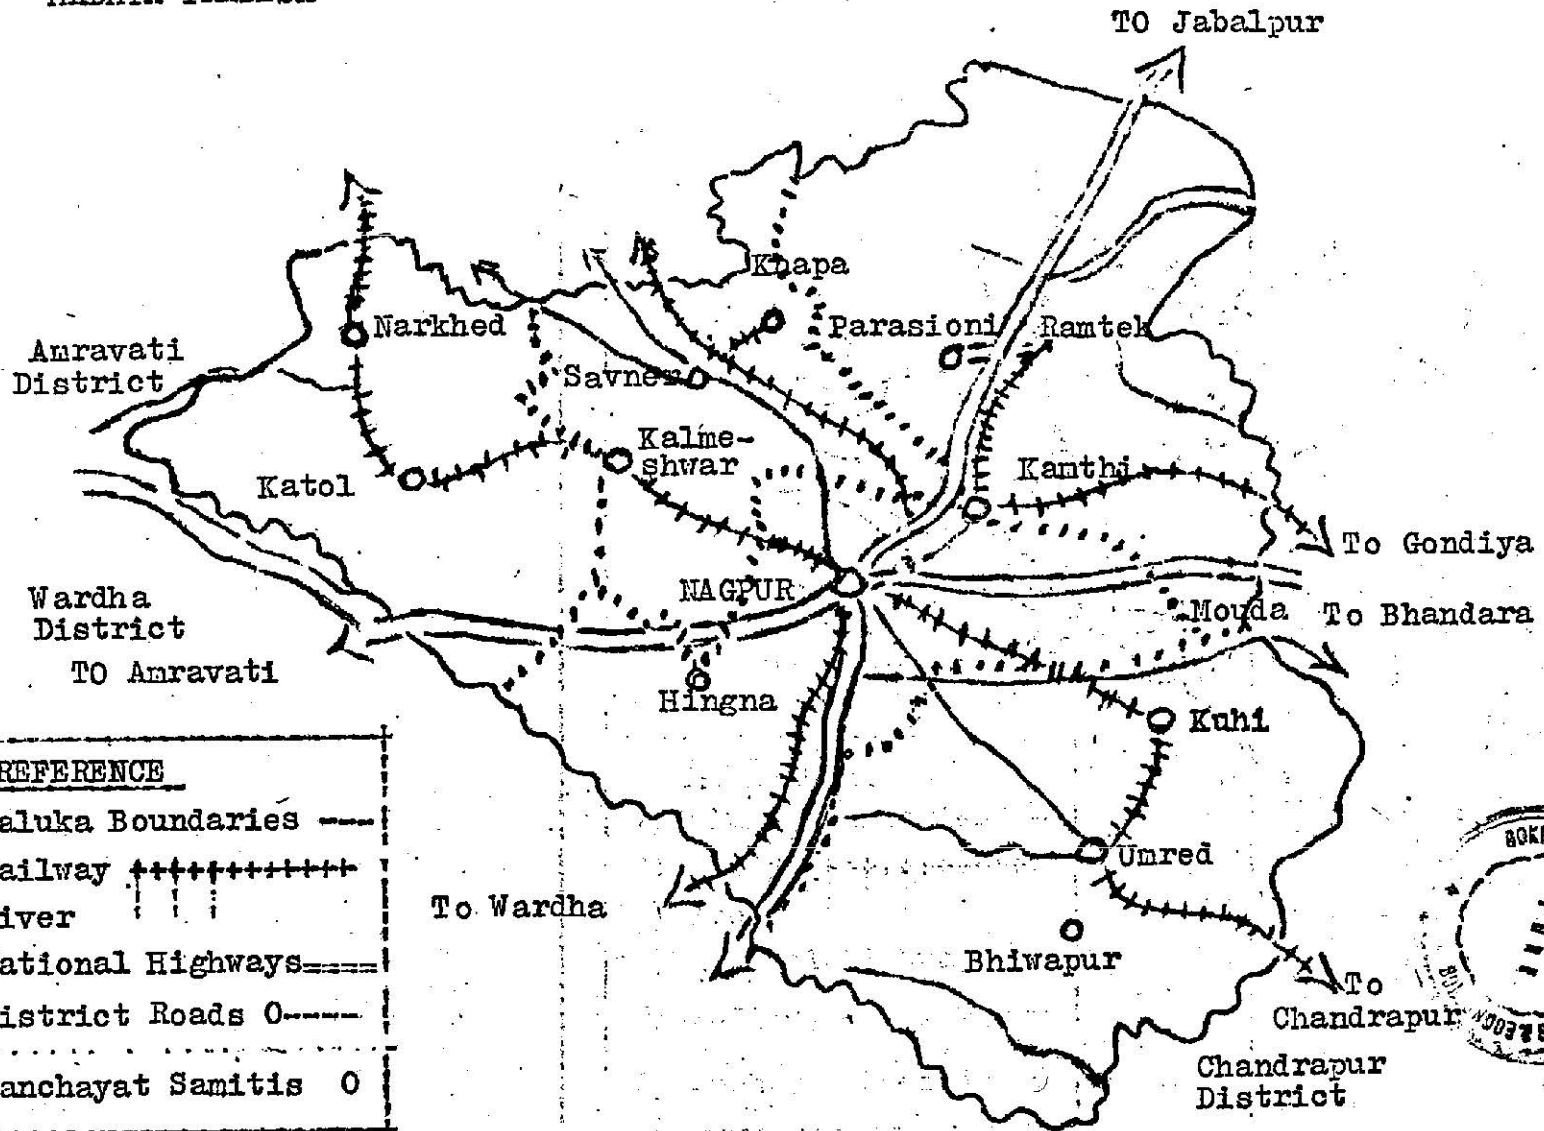 TO Jabalpur
Khapa
Narkhed
Parasioni
Ramtek
Amravati
District
Savner
Kalme-
shwar
Kamthi
Katol
To Gondiya
NAGPUR
Wardha
District
Mouda
To Bhandara
TO Amravati
Hingna
Kuhi
REFERENCE
aluka Boundaries
ailway
Umred
To Wardha
iver
Bhiwapur
ational Highways
To
Chandrapur
istrict Roads O
Chandrapur
District
anchayat Samitis O